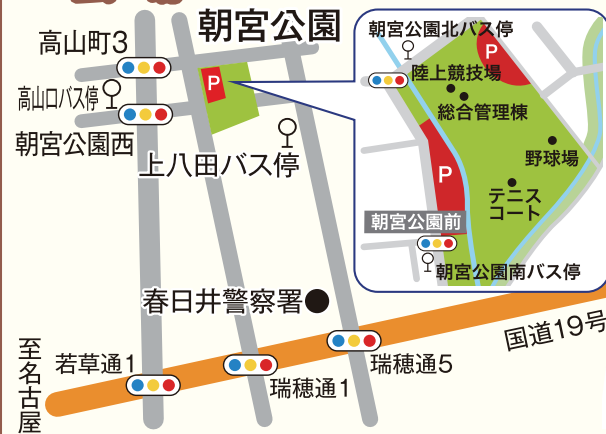 朝宮公園
高山町3
高山口バス停
朝宮公園西
P
上八田バス停
朝宮公園北バス停
P
陸上競技場
総合管理棟
野球場
P
テニス
コート
朝宮公園前
朝宮公園南バス停
春日井警察署
国道19号
至名古屋
若草通1
瑞穂通1
瑞穂通5